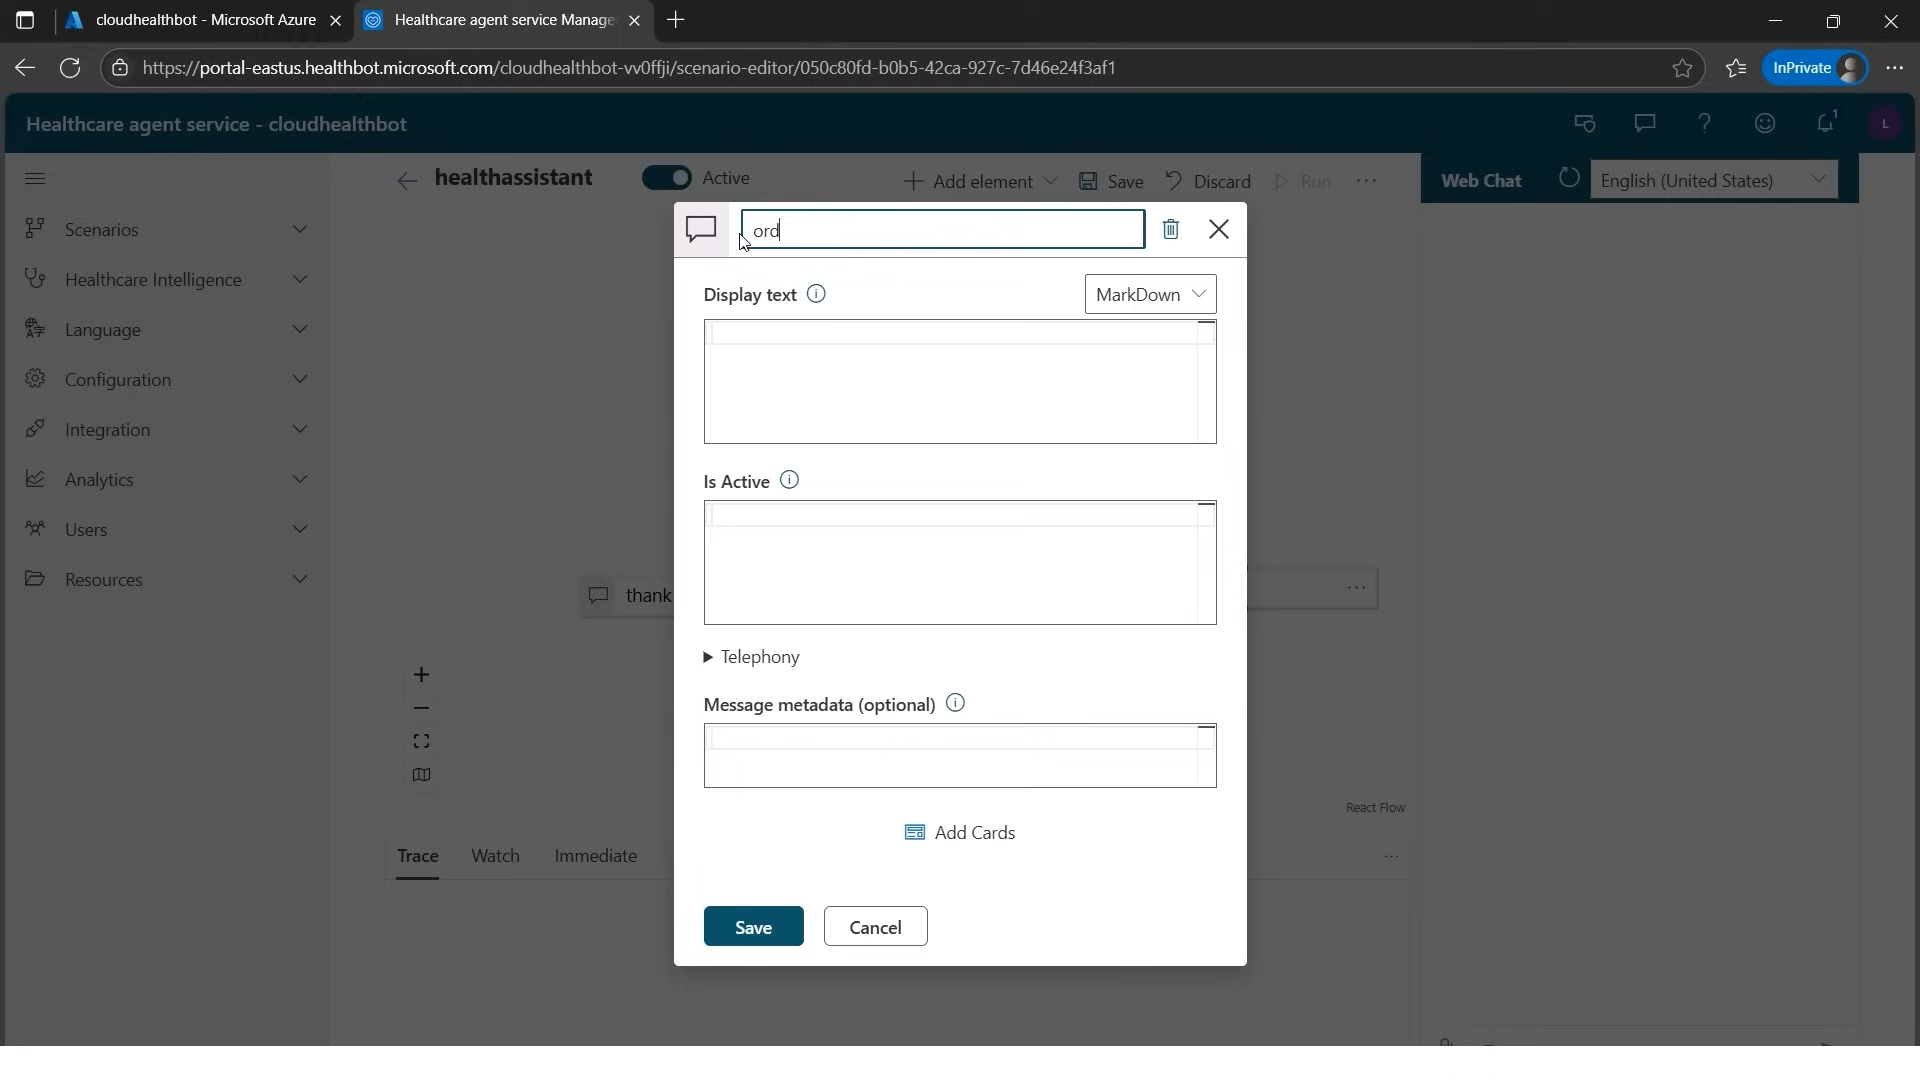 cloudhealthbot - Microsoft Azure
Healthcare agent service Manage
https://portal-eastus.healthbot.microsoft.com/cloudhealthbot-vv0ffji/scenario-editor/050c80fd-b0b5-42ca-927c-7d46e24f3af1
InPrivate
Healthcare agent service - cloudhealthbot
1
L
healthassistant
Active
Add element
Save
Discard
Run
Web Chat
English (United States)
Scenarios
Healthcare Intelligence
Language
Configuration
Integration
Analytics
Users
Resources
ord
Display text
MarkDown
Is Active
thank
Telephony
Message metadata (optional)
Add Cards
React Flow
Trace
Watch
Immediate
Save
Cancel